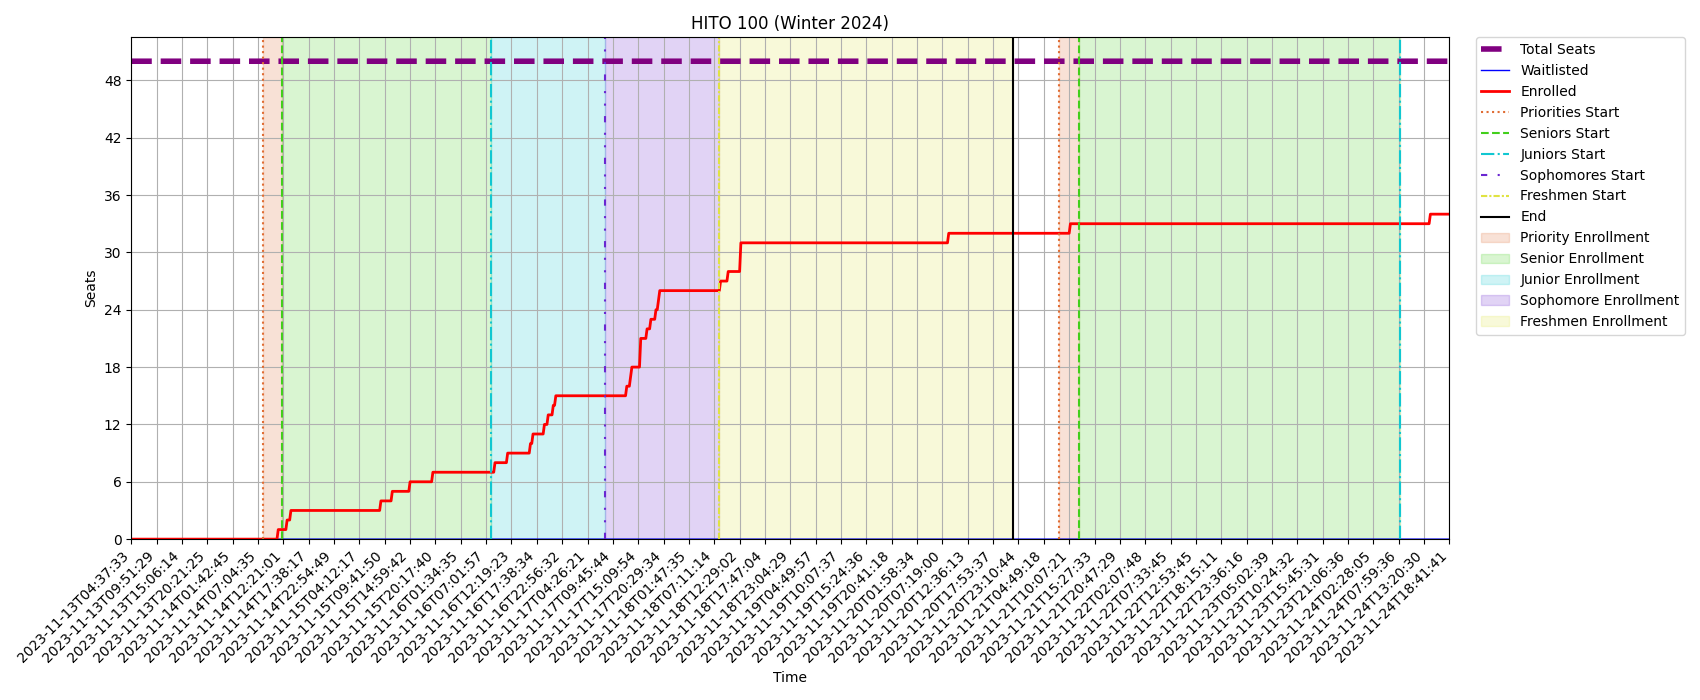 HITO 100 (Winter 2024)
Seats
48
42
36
30
24
18
12
6
0
2023-11-13T04:37:33
2023-11-13T09:51:29
2023-11-13T15:06:14
2023-11-13T20:21:25
2023-11-14T01:42:45
2023-11-14T07:04:35
2023-11-14T12:21:01
2023-11-14T17:38:17
2023-11-14T22:54:49
2023-11-15T04:12:17
2023-11-15T09:41:50
2023-11-15T14:59:42
2023-11-15T20:17:40
2023-11-16T01:34:35
2023-11-16T07:01:57
2023-11-16T12:19:23
2023-11-16T17:38:34
2023-11-16T22:56:32
2023-11-17T04:26:21
2023-11-17T09:45:44
2023-11-17T15:09:54
2023-11-17T20:29:34
2023-11-18T01:47:35
2023-11-18T07:11:14
2023-11-18T12:29:02
2023-11-18T17:47:04
2023-11-18T23:04:29
2023-11-19T04:49:57
2023-11-19T10:07:37
2023-11-19T15:24:36
2023-11-19T20:41:18
2023-11-20T01:58:34
2023-11-20T07:19:00
2023-11-20T12:36:13
2023-11-20T17:53:37
2023-11-20T23:10:44
2023-11-21T04:49:18
2023-11-21T10:07:21
2023-11-21T15:27:33
2023-11-21T20:47:29
2023-11-22T02:07:48
2023-11-22T07:33:45
2023-11-22T12:53:45
2023-11-22T18:15:11
2023-11-22T23:36:16
2023-11-23T05:02:39
2023-11-23T10:24:32
2023-11-23T15:45:31
2023-11-23T21:06:36
2023-11-24T02:28:05
2023-11-24T07:59:36
2023-11-24T13:20:30
2023-11-24T18:41:41
Time
Total Seats
Waitlisted
Enrolled
Priorities Start
Seniors Start
Juniors Start
Sophomores Start
Freshmen Start
End
Priority Enrollment
Senior Enrollment
Junior Enrollment
Sophomore Enrollment
Freshmen Enrollment